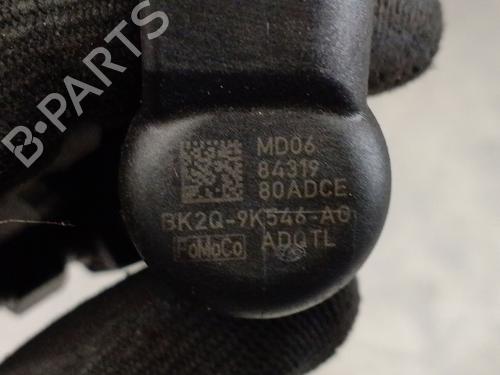 MD06
84319
80ADCE
BK2Q-9K546-AG
FoMoCo ADQTL
B-PARTS